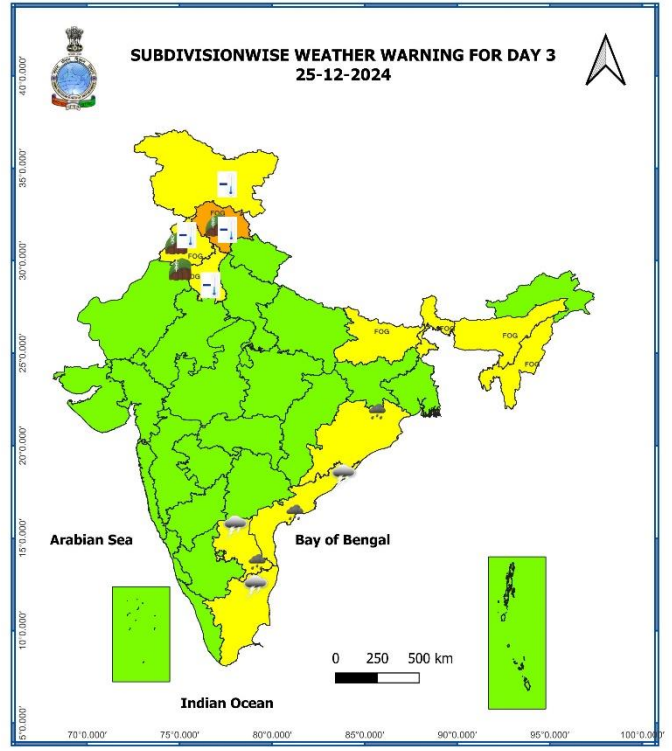 SUBDIVISIONWISE WEATHER WARNING FOR DAY 3
25-12-2024
40°0.000'
35°0.000'
30°0.000'
25°0.000'
20°0.000'
15°0.000'
10°0.000'
5°0.000'
FOG
FOG
OG
FOG
FOG
FOG
FOG
Arabian Sea
Bay of Bengal
0 250 500 km
Indian Ocean
70°0.000' 75°0.000' 80°0.000' 85°0.000' 90°0.000' 95°0.000' 100°0.000'